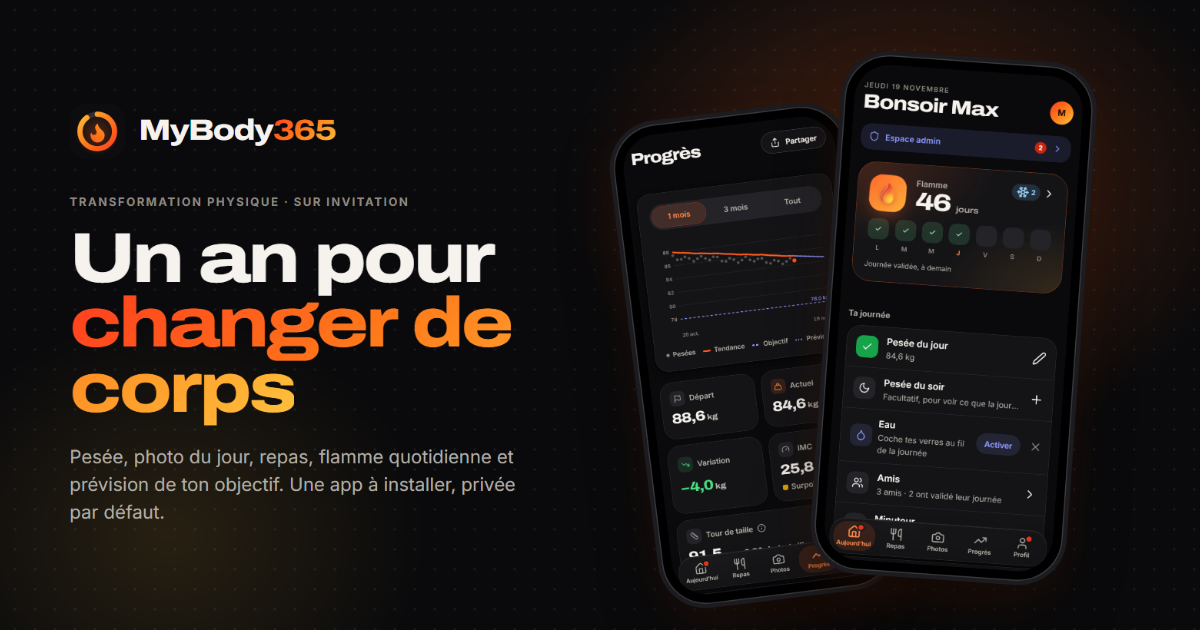 MyBody365
TRANSFORMATION PHYSIQUE · SUR INVITATION
Un an pour
changer de
corps
Pesée, photo du jour, repas, flamme quotidienne et
prévision de ton objectif. Une app à installer, privée
par défaut.
Progrès
Partager
1 mois
3 mois
Tout
Pesées
Tendance
Objectif
Départ
88,6 kg
Actuel
84,6 kg
Variation
–4,0 kg
IMC
25,8
Tour de taille
91,5
Aujourd'hui
Repas
Photos
Progrès
JEUDI 19 NOVEMBRE
Bonsoir Max
M
Espace admin
2
Flamme
46 jours
2
L M M J V S D
Journée validée, à demain
Ta journée
Pesée du jour
84,6 kg
Pesée du soir
Facultatif, pour voir ce que la jour...
Eau
Coche tes verres au fil
de la journée
Activer
Amis
3 amis · 2 ont validé leur journée
Minuteur
Aujourd'hui
Repas
Photos
Progrès
Profil